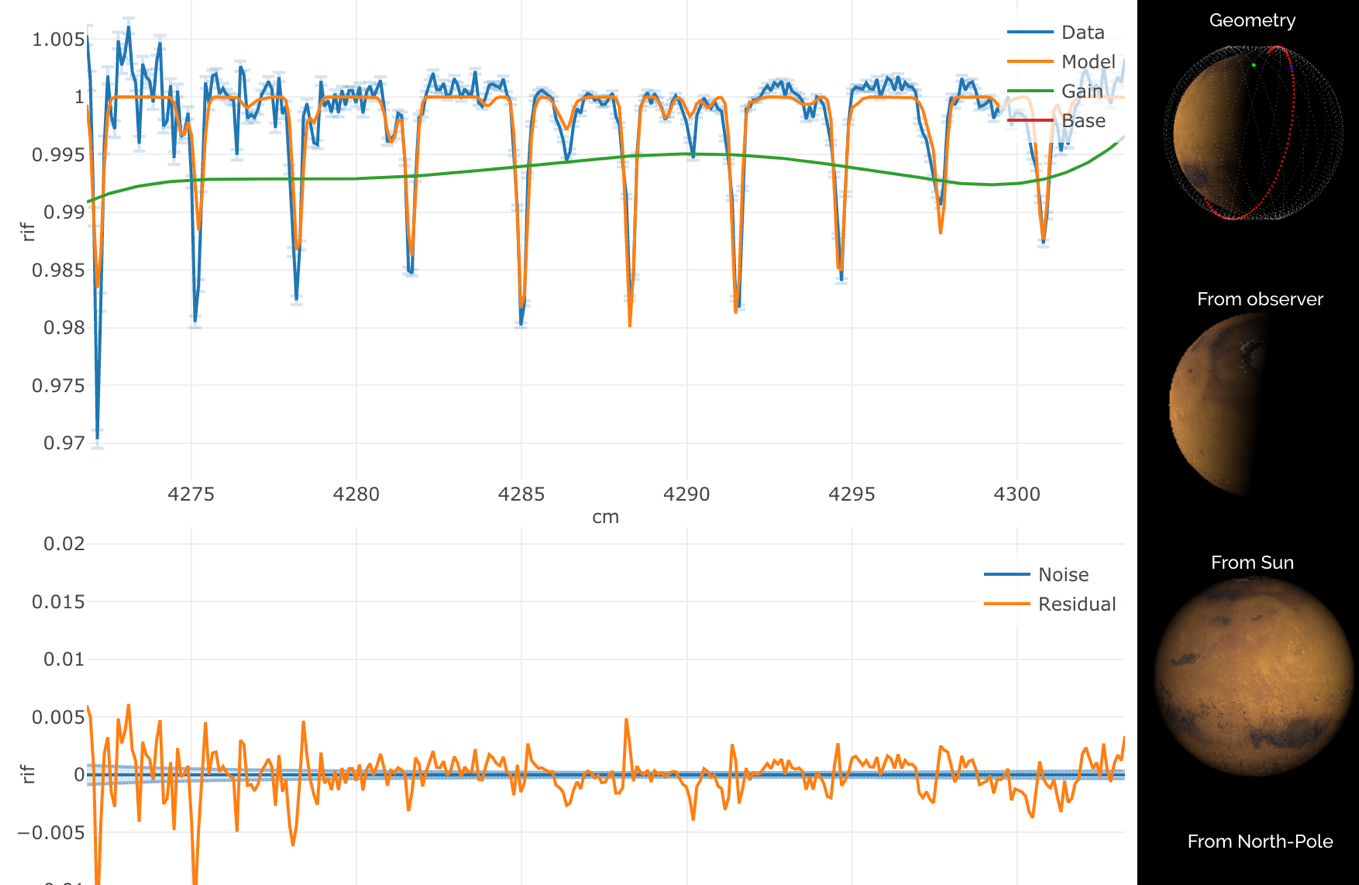 1.005
1
0.995
0.99
0.985
0.98
0.975
0.97
rif
4275
4280
4285
4290
4295
4300
cm
Data
Model
Gain
Base
0.02
0.015
0.01
0.005
0
−0.005
rif
Noise
Residual
Geometry
From observer
From Sun
From North-Pole